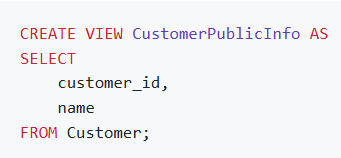 CREATE VIEW CustomerPublicInfo AS
SELECT
    customer_id,
    name
FROM Customer;